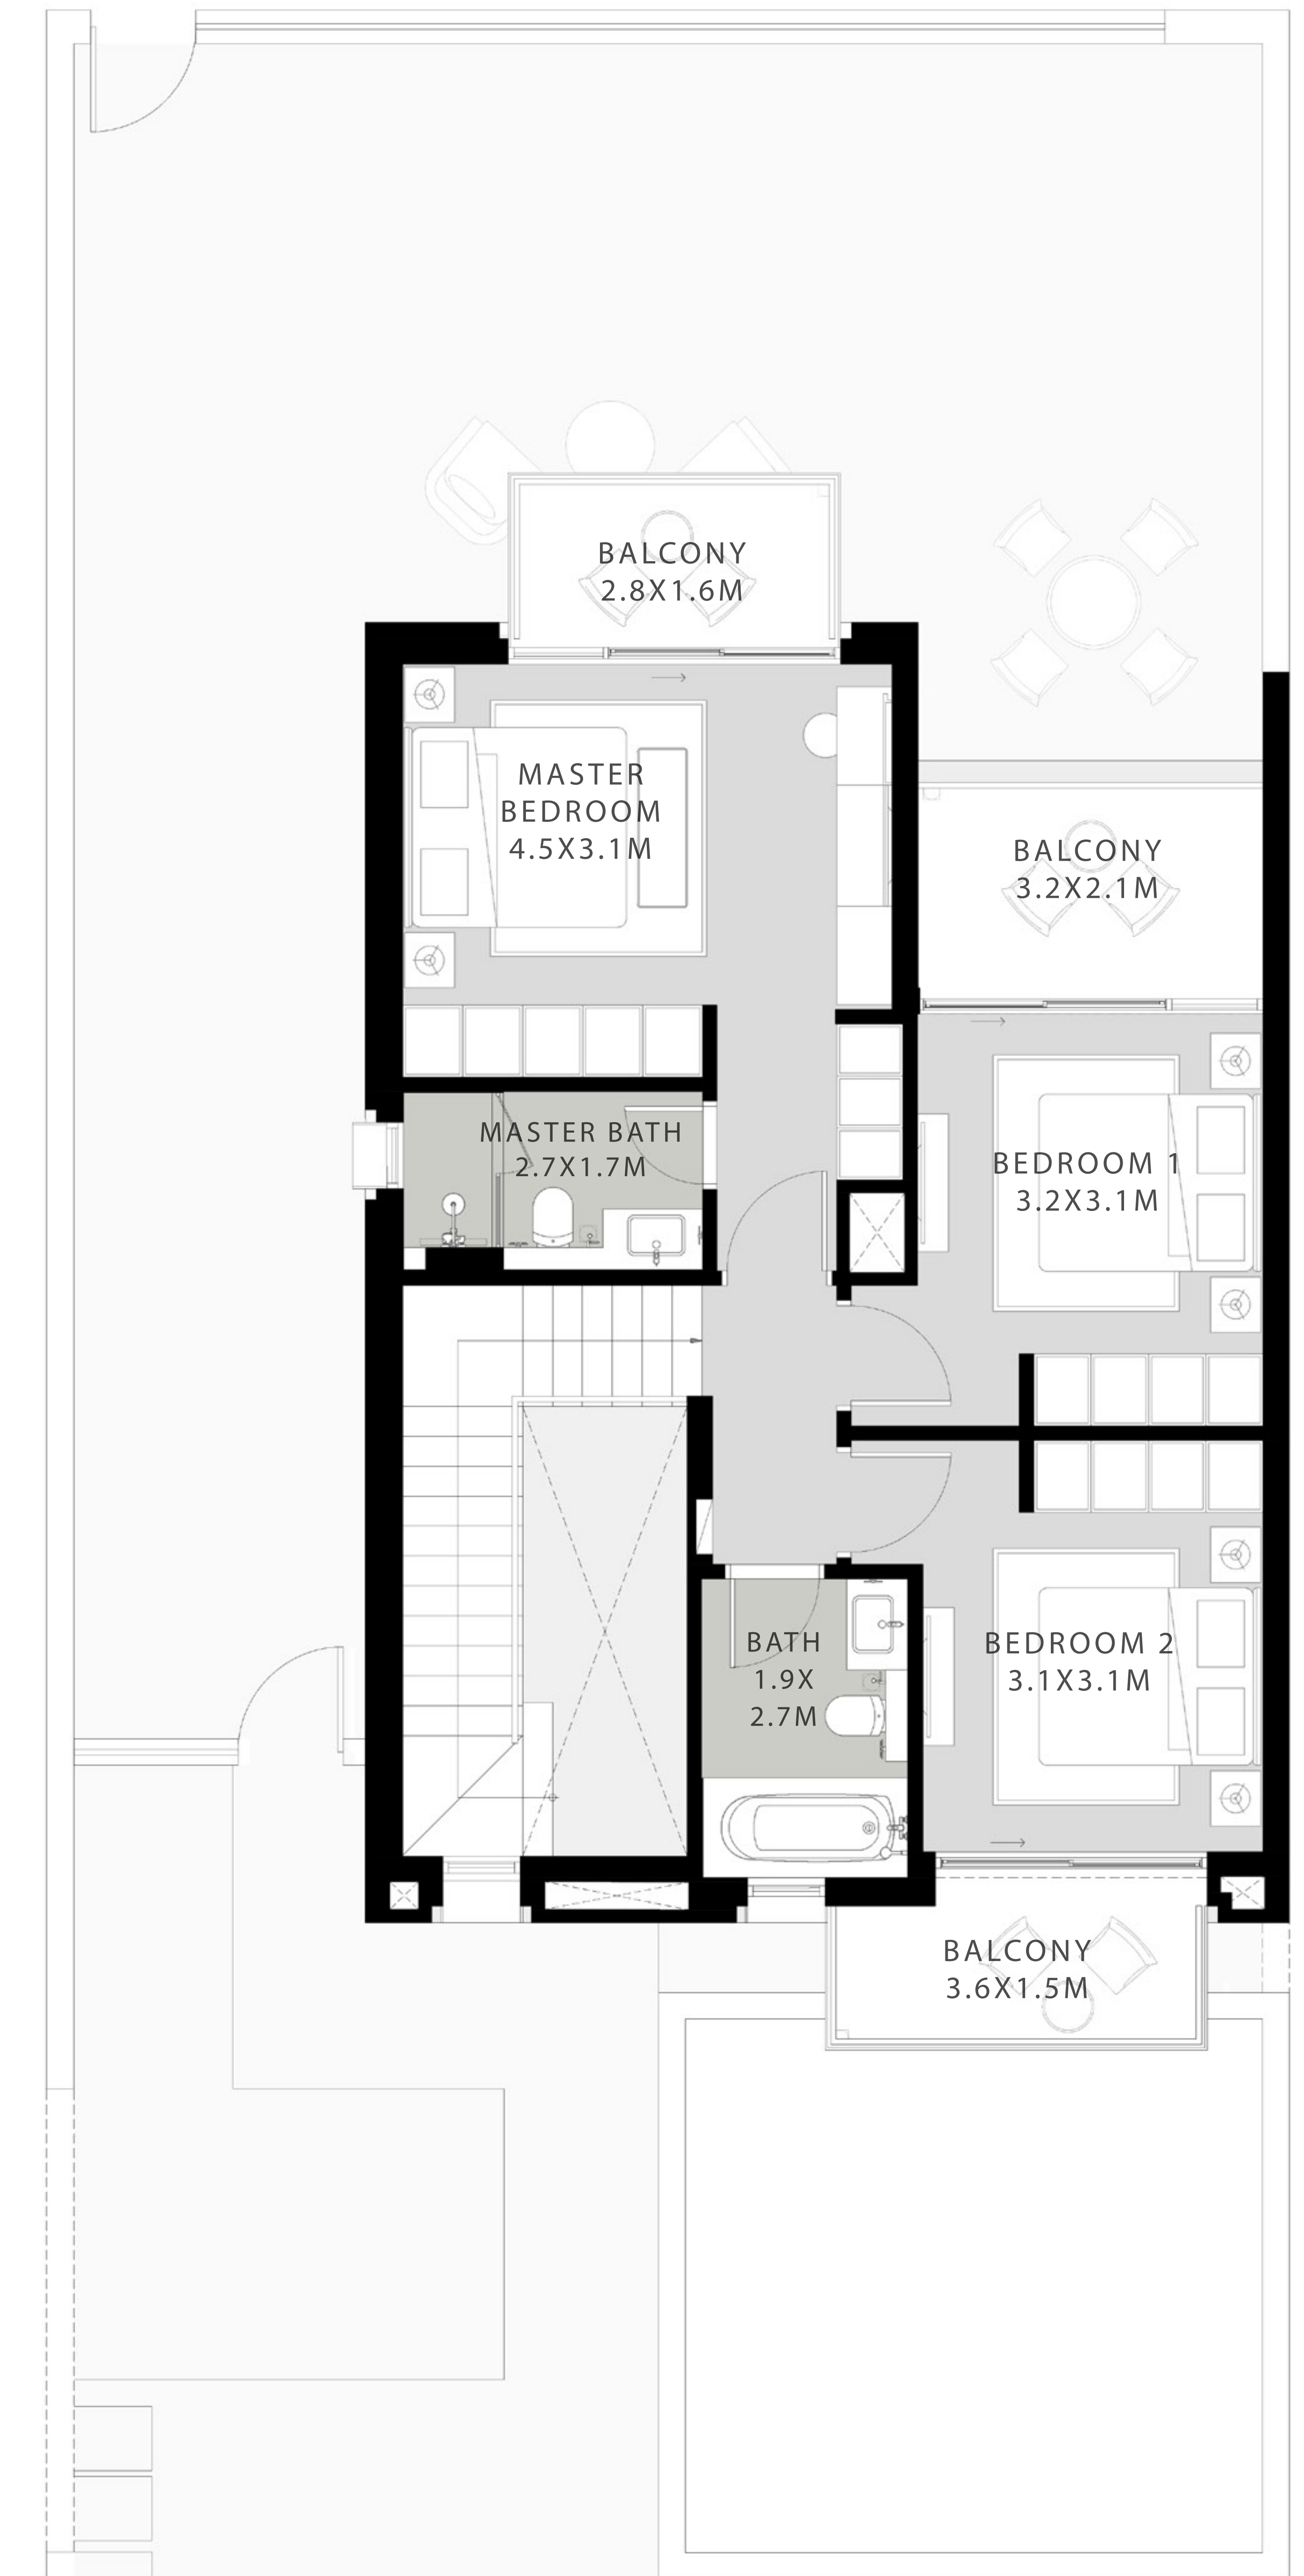 BALCONY
2.8X1.6M
MASTER
BEDROOM
4.5X3.1M
BALCONY
3.2X2.1M
MASTER BATH
2.7X1.7M
BEDROOM 1
3.2X3.1M
BATH
1.9X
2.7M
BEDROOM 2
3.1X3.1M
BALCONY
3.6X1.5M